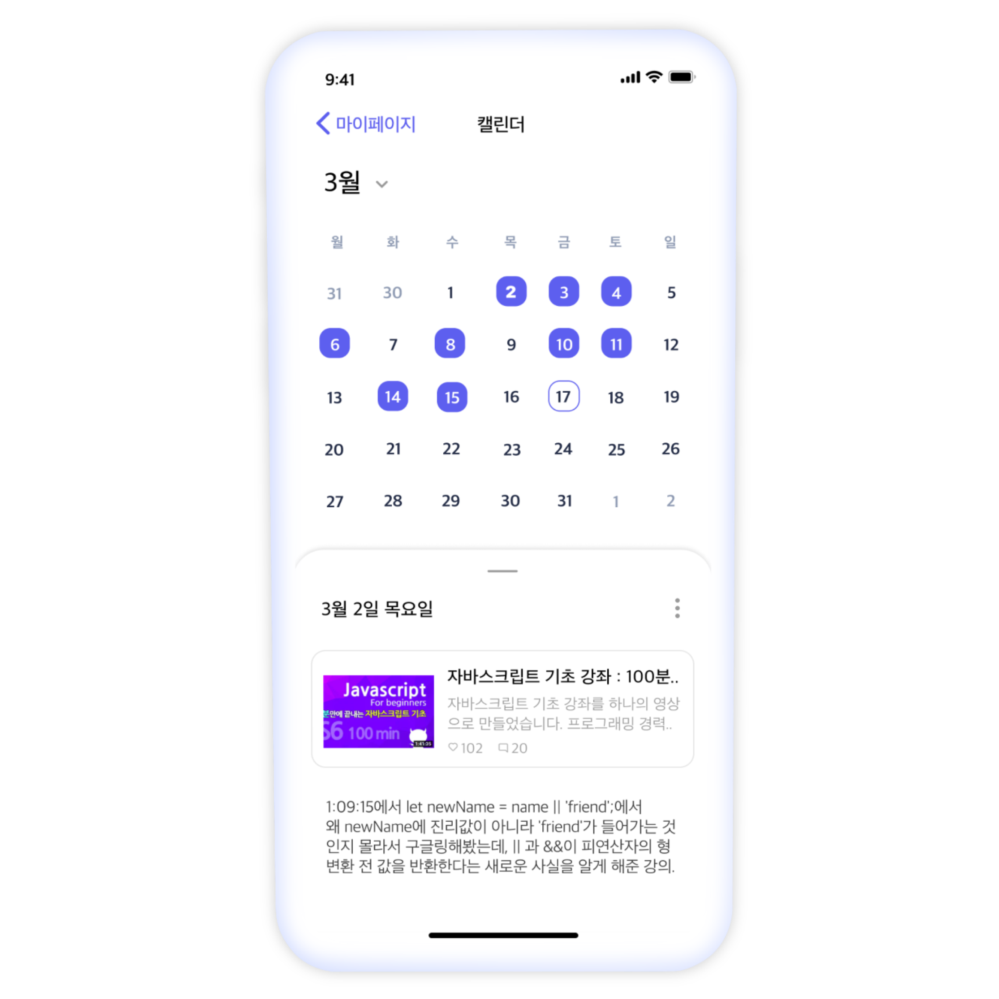 9:41
마이페이지 캘린더
3월
월 화 수 목 금 토 일
31 30 1 2 3 4 5
6 7 8 9 10 11 12
13 14 15 16 17 18 19
20 21 22 23 24 25 26
27 28 29 30 31 1 2
3월 2일 목요일
Javascript
For beginners
분만에 끝내는 자바스크립트 기초
S6 100 min
1:41:35
자바스크립트 기초 강좌 : 100분..
자바스크립트 기초 강좌를 하나의 영상
으로 만들었습니다. 프로그래밍 경력..
102 20
1:09:15에서 let newName = name || 'friend';에서
왜 newName에 진리값이 아니라 'friend'가 들어가는 것
인지 몰라서 구글링해봤는데, || 과 &&이 피연산자의 형
변환 전 값을 반환한다는 새로운 사실을 알게 해준 강의.